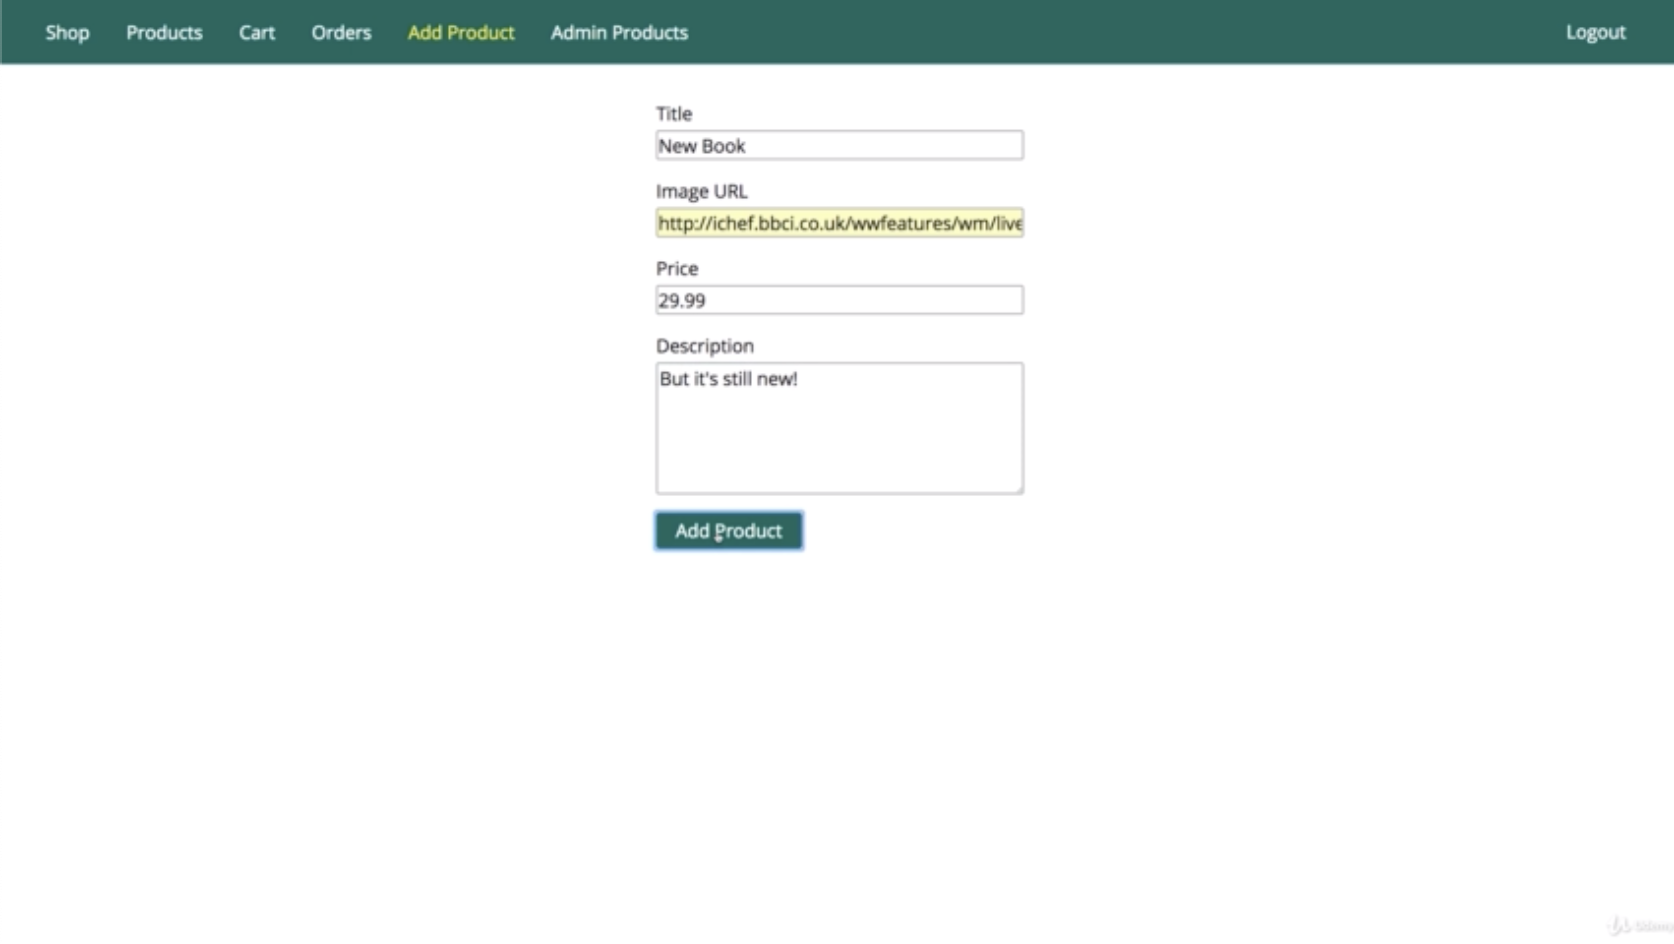 Shop Products Cart Orders Add Product Admin Products Logout
Title
New Book
Image URL
http://ichef.bbci.co.uk/wwfeatures/wm/live
Price
29.99
Description
But it's still new!
Add Product
Udemy